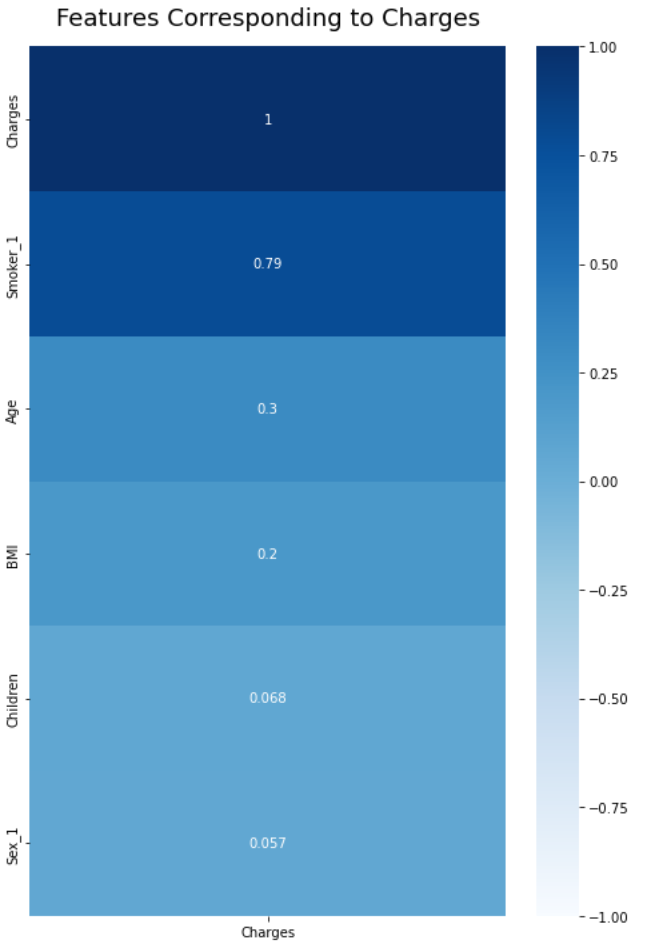 Features Corresponding to Charges
Charges
1
Smoker_1
0.79
Age
0.3
BMI
0.2
Children
0.068
Sex_1
0.057
Charges
1.00
0.75
0.50
0.25
0.00
−0.25
−0.50
−0.75
−1.00